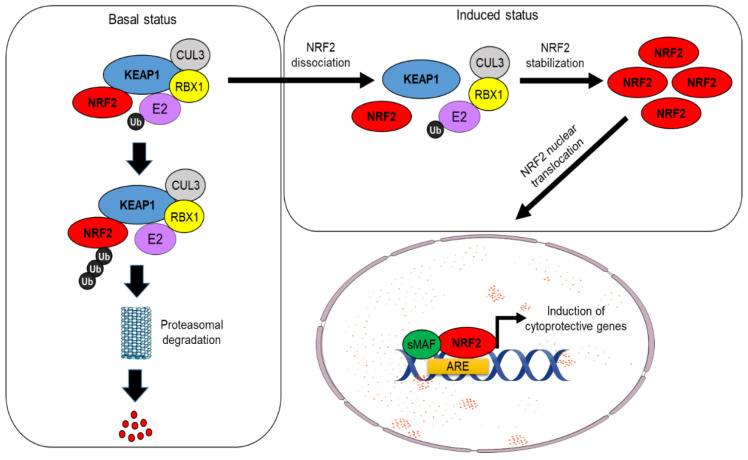 Basal status
CUL3
KEAP1
RBX1
NRF2
E2
Ub
CUL3
KEAP1
RBX1
NRF2
E2
Ub
Ub
Ub
Proteasomal
degradation
Induced status
NRF2
dissociation
CUL3
KEAP1
RBX1
NRF2
E2
Ub
NRF2
stabilization
NRF2
NRF2
NRF2
NRF2
NRF2 nuclear
translocation
Induction of
cytoprotective genes
sMAF
NRF2
ARE